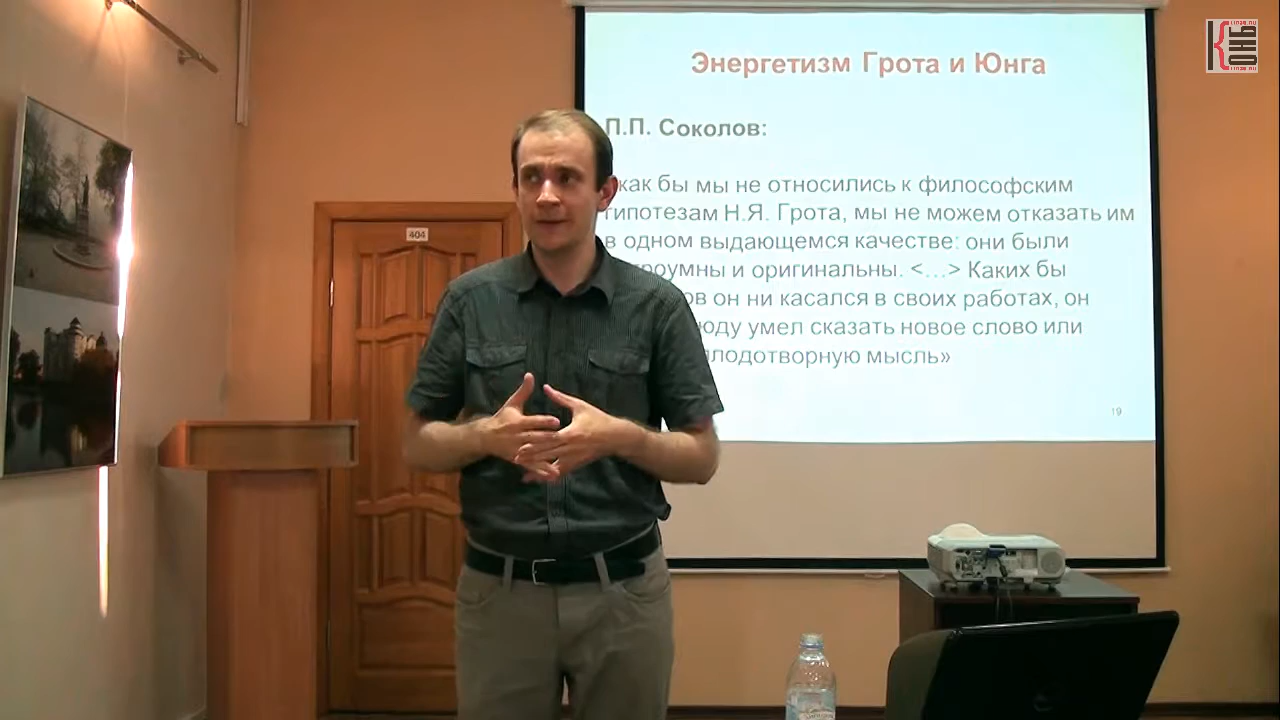 Энергетизм Грота и Юнга
П.П. Соколов:
как бы мы не относились к философским
гипотезам Н.Я. Грота, мы не можем отказать им
в одном выдающемся качестве: они были
и оригинальны. <...> Каких бы
он ни касался в своих работах, он
умел сказать новое слово или
плодотворную мысль»
19
404